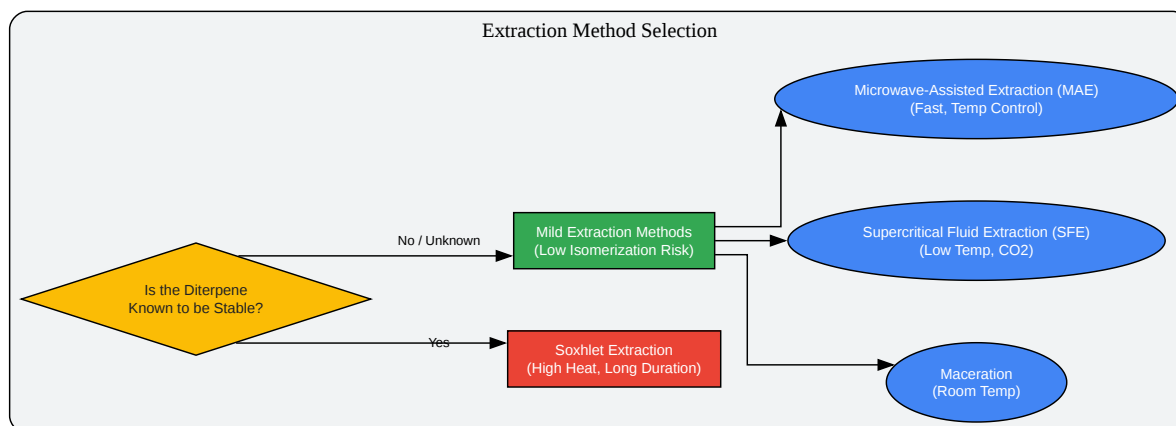 Extraction Method Selection
Microwave-Assisted Extraction (MAE)
(Fast, Temp Control)
No / Unknown
Mild Extraction Methods
(Low Isomerization Risk)
Supercritical Fluid Extraction (SFE)
(Low Temp, CO2)
Is the Diterpene
Known to be Stable?
Yes
Soxhlet Extraction
(High Heat, Long Duration)
Maceration
(Room Temp)